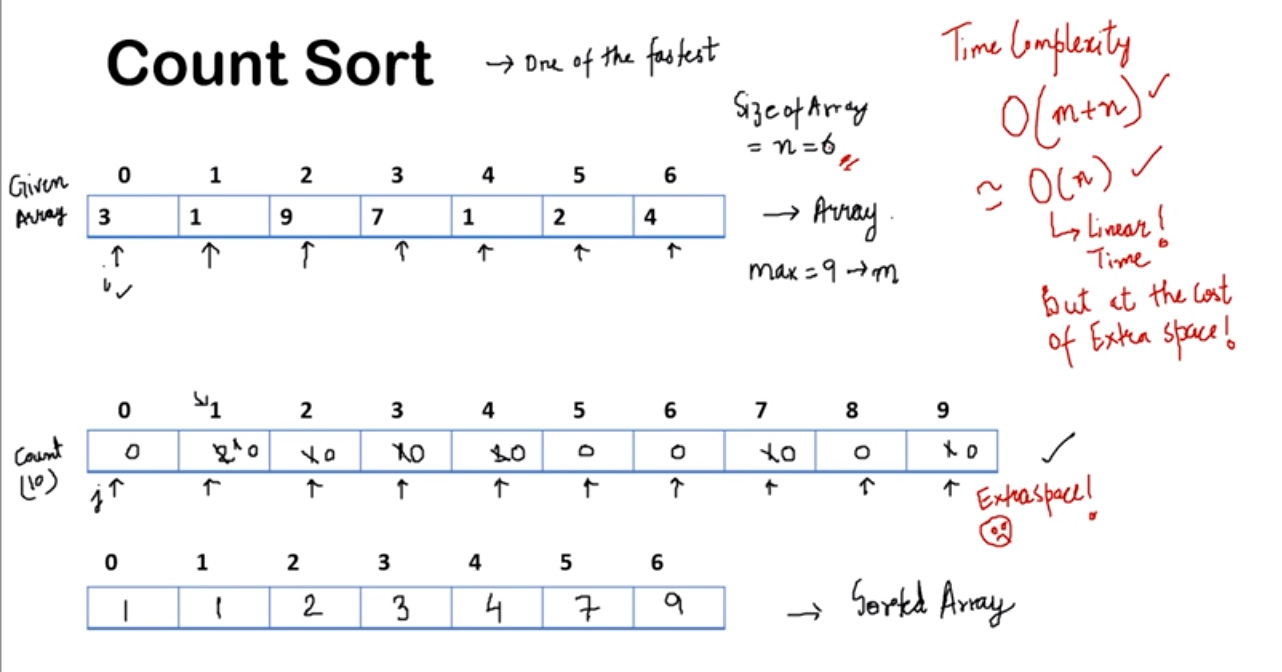 Count Sort → One of the fastest
Time Complexity
O(m+n) ✓
≃ O(n) ✓
↳ Linear!
Time
But at the cost
of Extra space!
Size of Array
= n = 6
0 1 2 3 4 5 6
Given
Array
3 1 9 7 1 2 4
→ Array.
↑ ↑ ↑ ↑ ↑ ↑ ↑
i ✓
max = 9 → m
0 1 2 3 4 5 6 7 8 9
Count
(10)
0 2 1 0 1 0 1 0 1 0 0 0 1 0 0 1 0 ✓
j ↑ ↑ ↑ ↑ ↑ ↑ ↑ ↑ ↑ ↑
Extra space!
0 1 2 3 4 5 6
1 1 2 3 4 7 9
→ Sorted Array